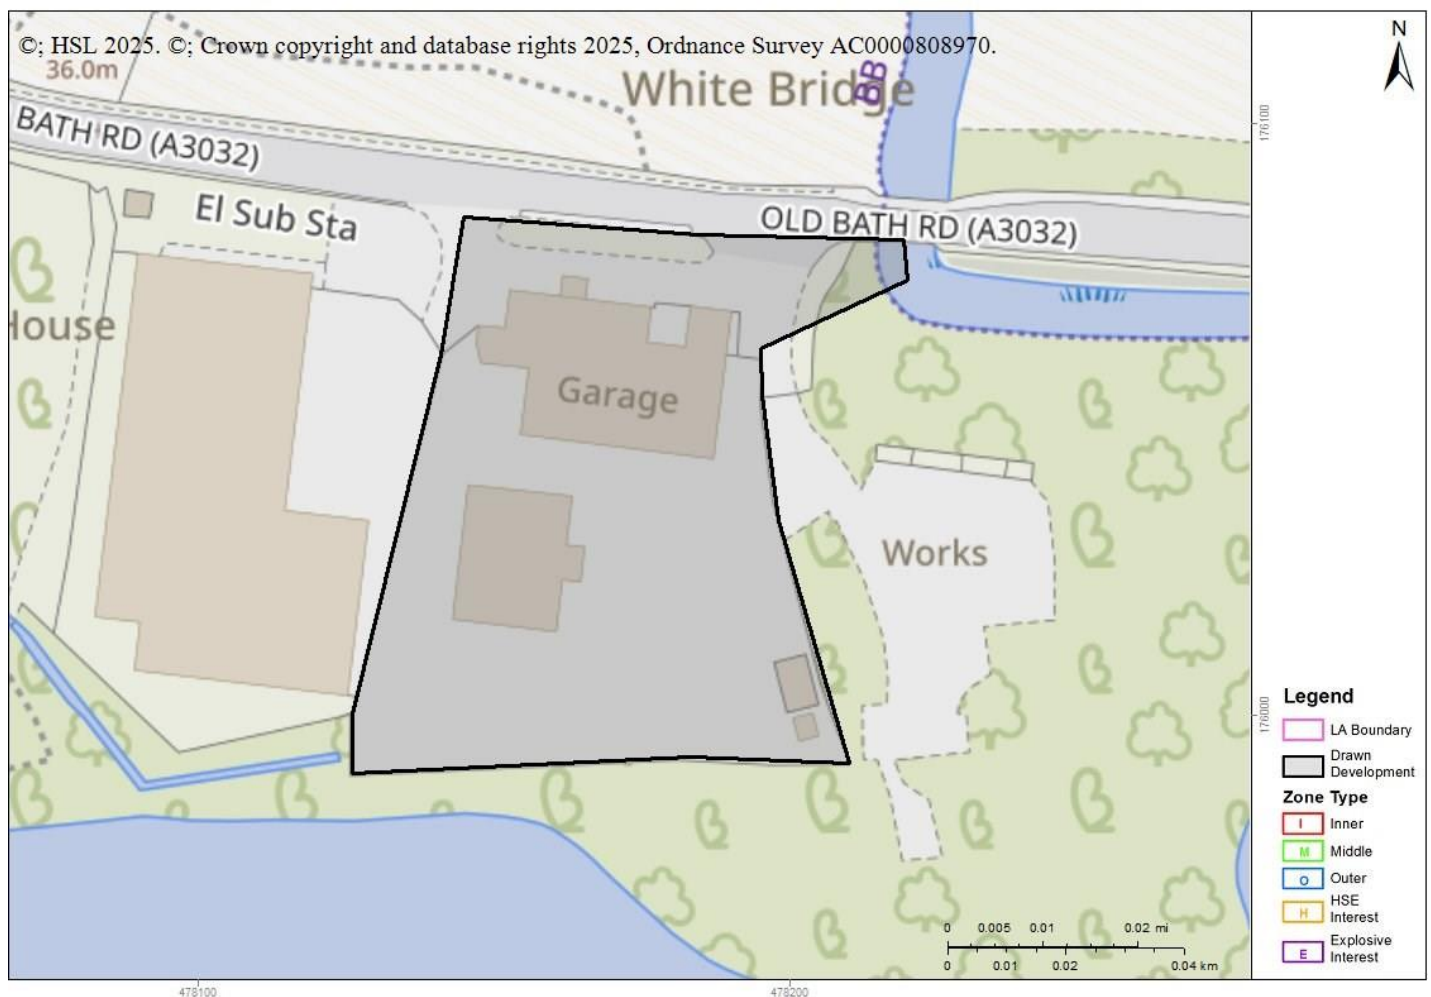 ©; HSL 2025. ©; Crown copyright and database rights 2025, Ordnance Survey AC0000808970.
N
36.0m
White Bridge
BB
176100
BATH RD (A3032)
El Sub Sta
OLD BATH RD (A3032)
House
Garage
Works
176000
Legend
LA Boundary
Drawn
Development
Zone Type
I Inner
M Middle
O Outer
H HSE
Interest
E Explosive
Interest
0 0.005 0.01 0.02 mi
0 0.01 0.02 0.04 km
478100
478200